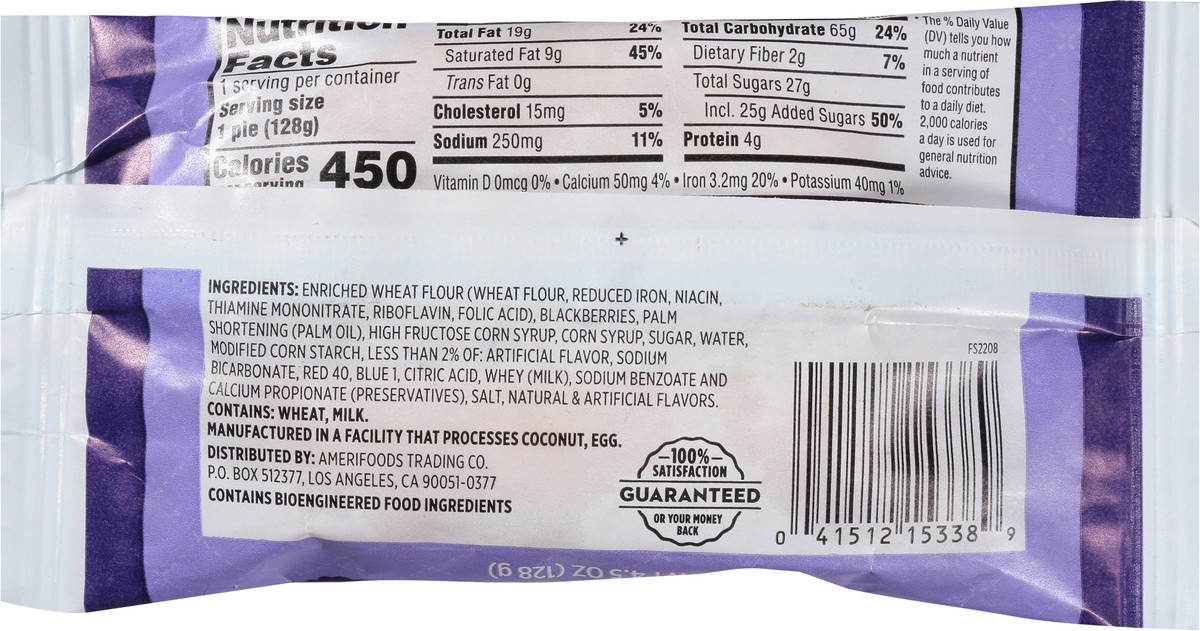 Nutrition
Facts
1 serving per container
Serving size
1 pie (128g)
Calories 450
per serving
Total Fat 19g 24%
Saturated Fat 9g 45%
Trans Fat 0g
Cholesterol 15mg 5%
Sodium 250mg 11%
Total Carbohydrate 65g 24%
Dietary Fiber 2g 7%
Total Sugars 27g
Incl. 25g Added Sugars 50%
Protein 4g
Vitamin D 0mcg 0% • Calcium 50mg 4% • Iron 3.2mg 20% • Potassium 40mg 1%
* The % Daily Value
(DV) tells you how
much a nutrient
in a serving of
food contributes
to a daily diet.
2,000 calories
a day is used for
general nutrition
advice.
INGREDIENTS: ENRICHED WHEAT FLOUR (WHEAT FLOUR, REDUCED IRON, NIACIN,
THIAMINE MONONITRATE, RIBOFLAVIN, FOLIC ACID), BLACKBERRIES, PALM
SHORTENING (PALM OIL), HIGH FRUCTOSE CORN SYRUP, CORN SYRUP, SUGAR, WATER,
MODIFIED CORN STARCH, LESS THAN 2% OF: ARTIFICIAL FLAVOR, SODIUM
BICARBONATE, RED 40, BLUE 1, CITRIC ACID, WHEY (MILK), SODIUM BENZOATE AND
CALCIUM PROPIONATE (PRESERVATIVES), SALT, NATURAL & ARTIFICIAL FLAVORS.
CONTAINS: WHEAT, MILK.
MANUFACTURED IN A FACILITY THAT PROCESSES COCONUT, EGG.
DISTRIBUTED BY: AMERIFOODS TRADING CO.
P.O. BOX 512377, LOS ANGELES, CA 90051-0377
CONTAINS BIOENGINEERED FOOD INGREDIENTS
100%
SATISFACTION
GUARANTEED
OR YOUR MONEY
BACK
FS2208
0 41512 15338 9
4.5 OZ (128 g)